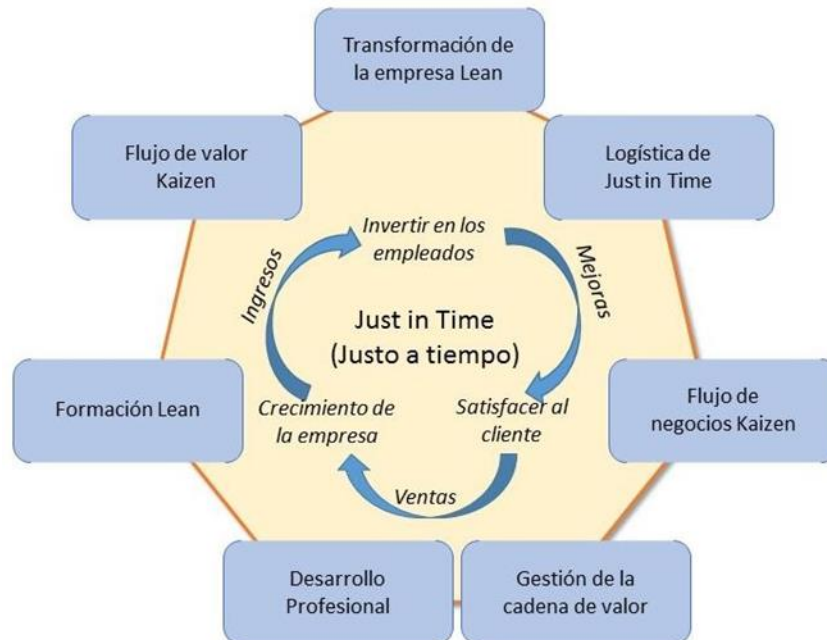 Transformación de
la empresa Lean
Flujo de valor
Kaizen
Logística de
Just in Time
Invertir en los
empleados
Ingresos
Mejoras
Just in Time
(Justo a tiempo)
Formación Lean
Crecimiento de
la empresa
Satisfacer al
cliente
Flujo de
negocios Kaizen
Ventas
Desarrollo
Profesional
Gestión de la
cadena de valor